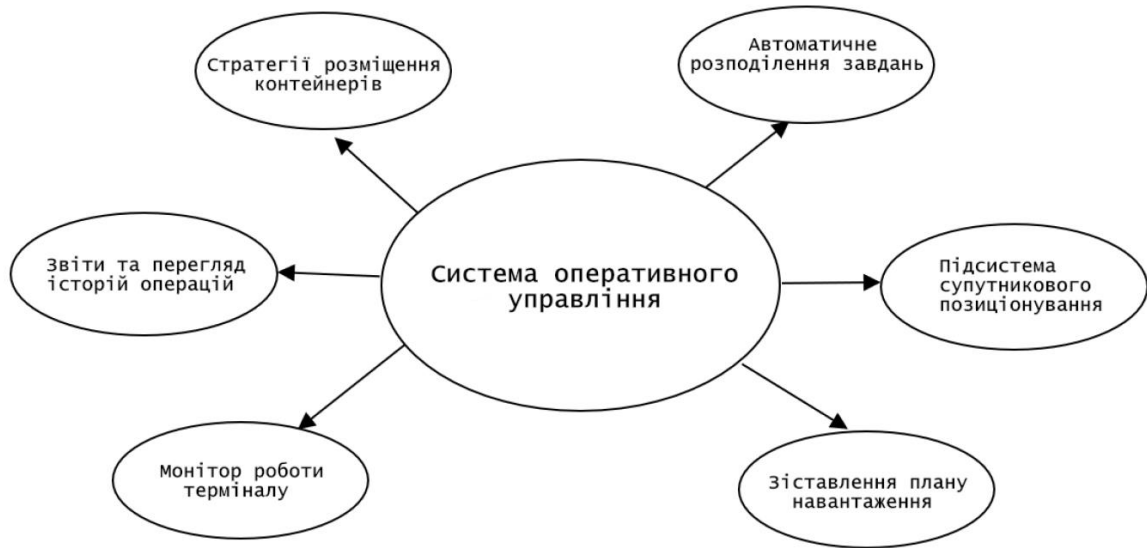 Стратегії розміщення
контейнерів
Автоматичне
розподілення завдань
Звіти та перегляд
історій операцій
Система оперативного
управління
Підсистема
супутникового
позиціонування
Монітор роботи
терміналу
Зіставлення плану
навантаження